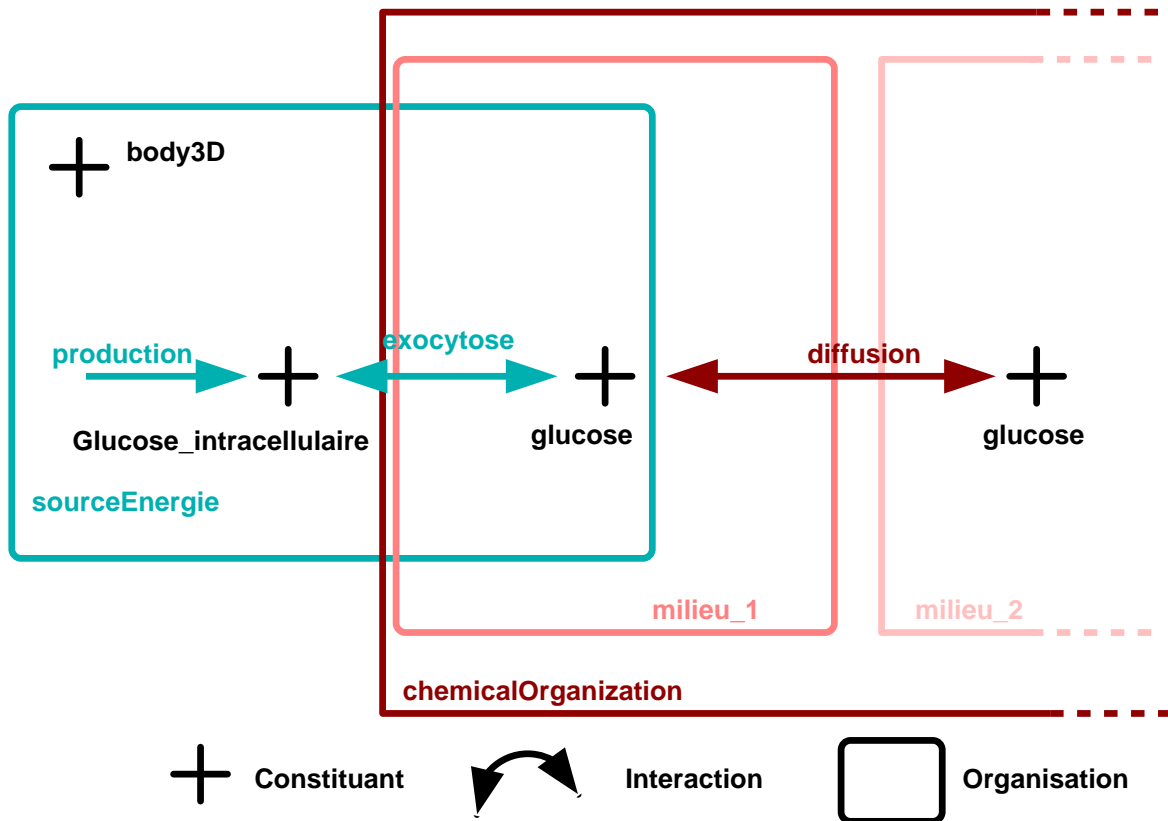 body3D
production
exocytose
diffusion
Glucose_intracellulaire
glucose
glucose
sourceEnergie
milieu_1
milieu_2
chemicalOrganization
Constituant
Interaction
Organisation